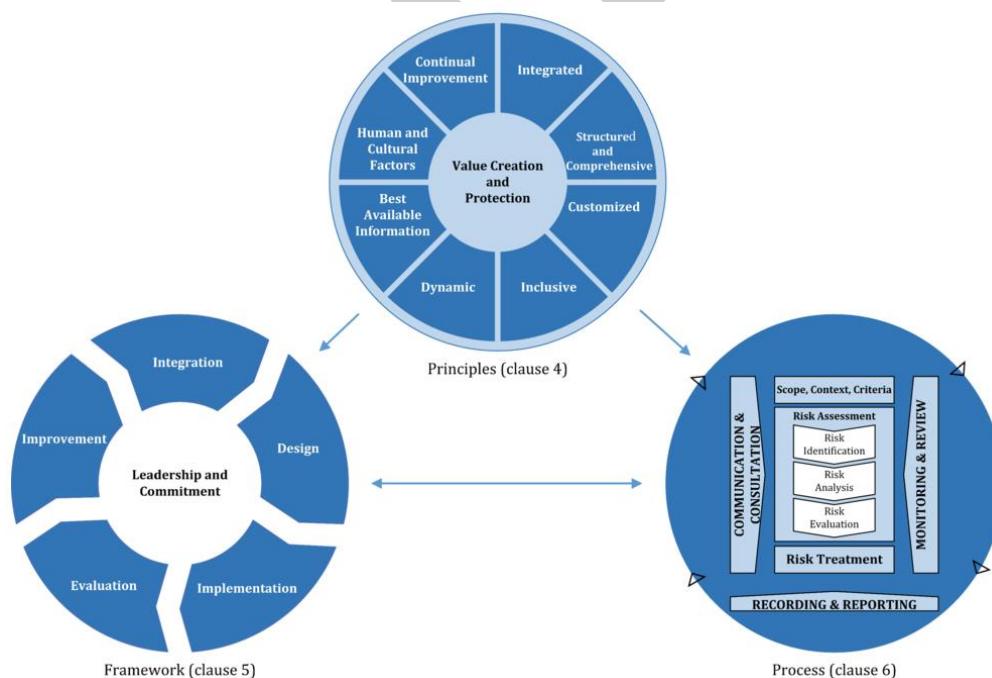 Continual
Improvement
Integrated
Human and
Cultural
Factors
Structured
and
Comprehensive
Value Creation
and
Protection
Best
Available
Information
Customized
Dynamic
Inclusive
Principles (clause 4)
Integration
Improvement
Design
Leadership and
Commitment
Evaluation
Implementation
Framework (clause 5)
Scope, Context, Criteria
Risk Assessment
Risk
Identification
Risk
Analysis
Risk
Evaluation
Risk Treatment
COMMUNICATION &
CONSULTATION
MONITORING & REVIEW
RECORDING & REPORTING
Process (clause 6)